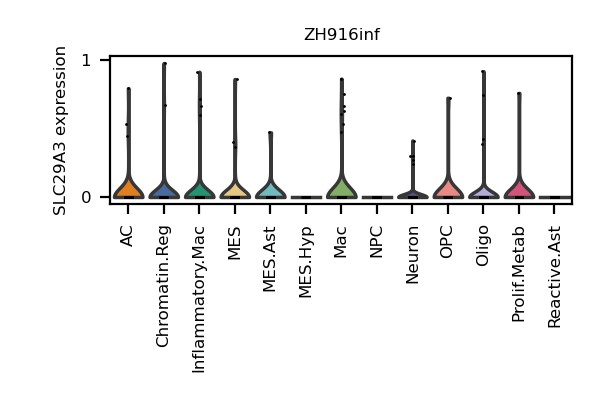 ZH916inf
SLC29A3 expression
1
0
AC
Chromatin.Reg
Inflammatory.Mac
MES
MES.Ast
MES.Hyp
Mac
NPC
Neuron
OPC
Oligo
Prolif.Metab
Reactive.Ast